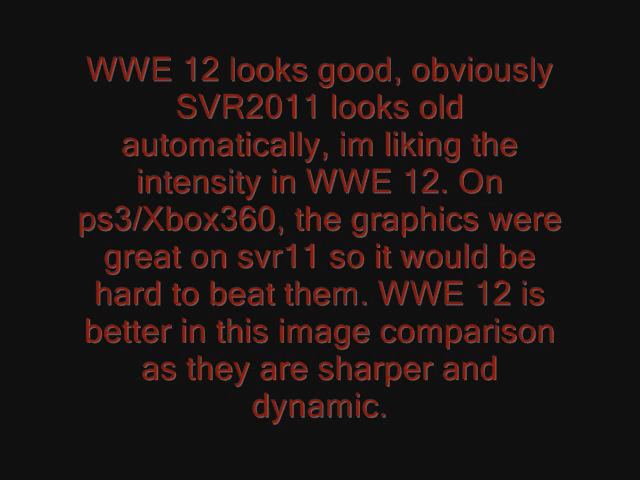 WWE 12 looks good, obviously
SVR2011 looks old
automatically, im liking the
intensity in WWE 12. On
ps3/Xbox360, the graphics were
great on svr11 so it would be
hard to beat them. WWE 12 is
better in this image comparison
as they are sharper and
dynamic.